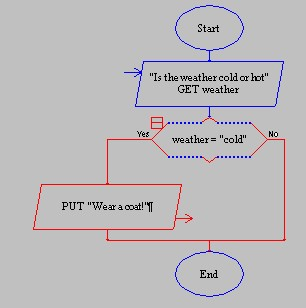 Start
"Is the weather cold or hot"
GET weather
Yes
weather = "cold"
No
PUT "Wear a coat!"¶
End